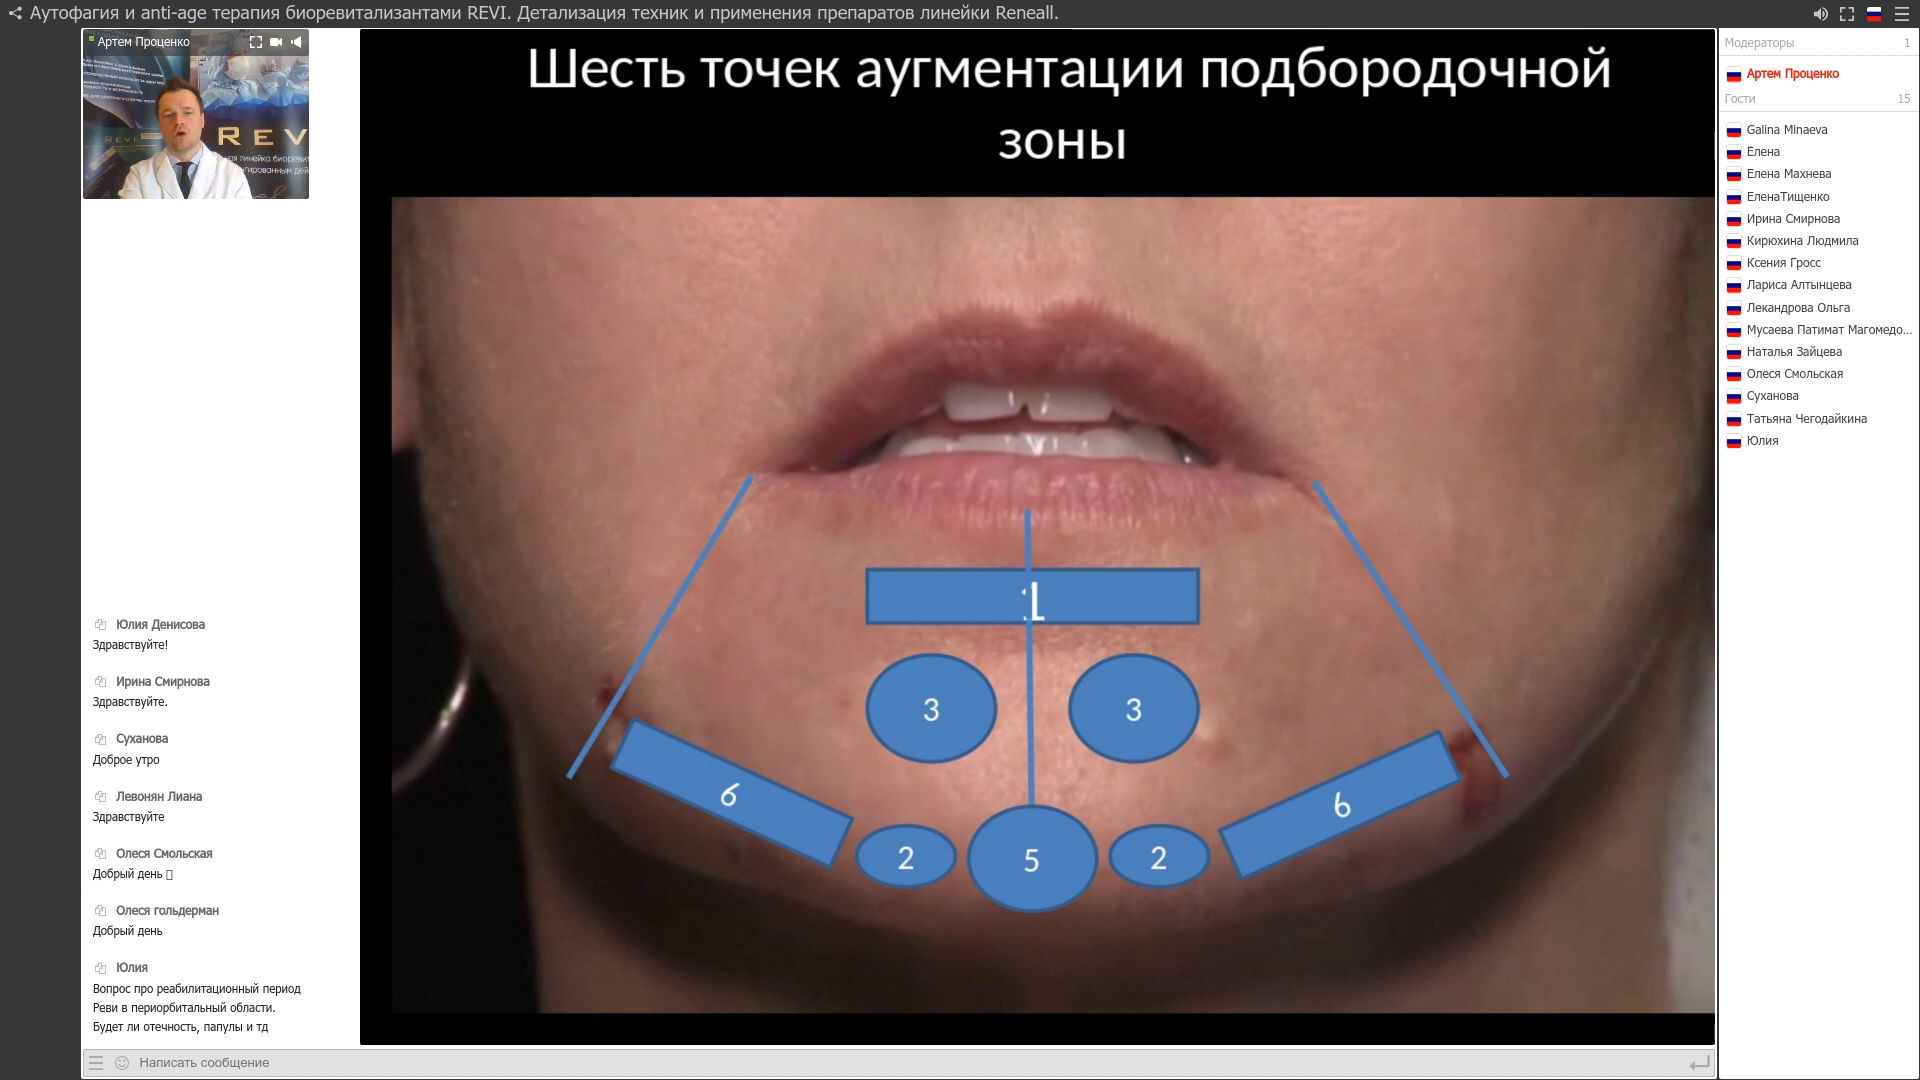 Аутофагия и anti-age терапия биоревитализантами REVI. Детализация техник и применения препаратов линейки Reneall.
Артем Проценко
REVI
REV
Шесть точек аугментации подбородочной
зоны
1
3 3
6 6
2 5 2
Юлия Денисова
Здравствуйте!
Ирина Смирнова
Здравствуйте.
Суханова
Доброе утро
Левонян Лиана
Здравствуйте
Олеся Смольская
Добрый день
Олеся гольдерман
Добрый день
Юлия
Вопрос про реабилитационный период
Реви в периорбитальный области.
Будет ли отечность, папулы и тд
Написать сообщение
Модераторы 1
Артем Проценко
Гости 15
Galina Minaeva
Елена
Елена Махнева
ЕленаТищенко
Ирина Смирнова
Кирюхина Людмила
Ксения Гросс
Лариса Алтынцева
Лекандрова Ольга
Мусаева Патимат Магомедо...
Наталья Зайцева
Олеся Смольская
Суханова
Татьяна Чегодайкина
Юлия